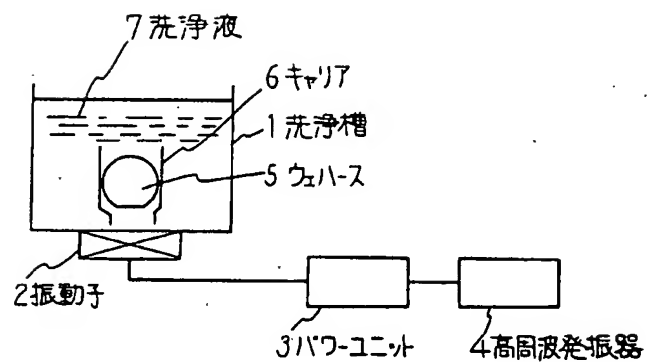 7洗浄液
6キャリア
1洗浄槽
5ウェハース
2振動子
3パワーユニット
4高周波発振器